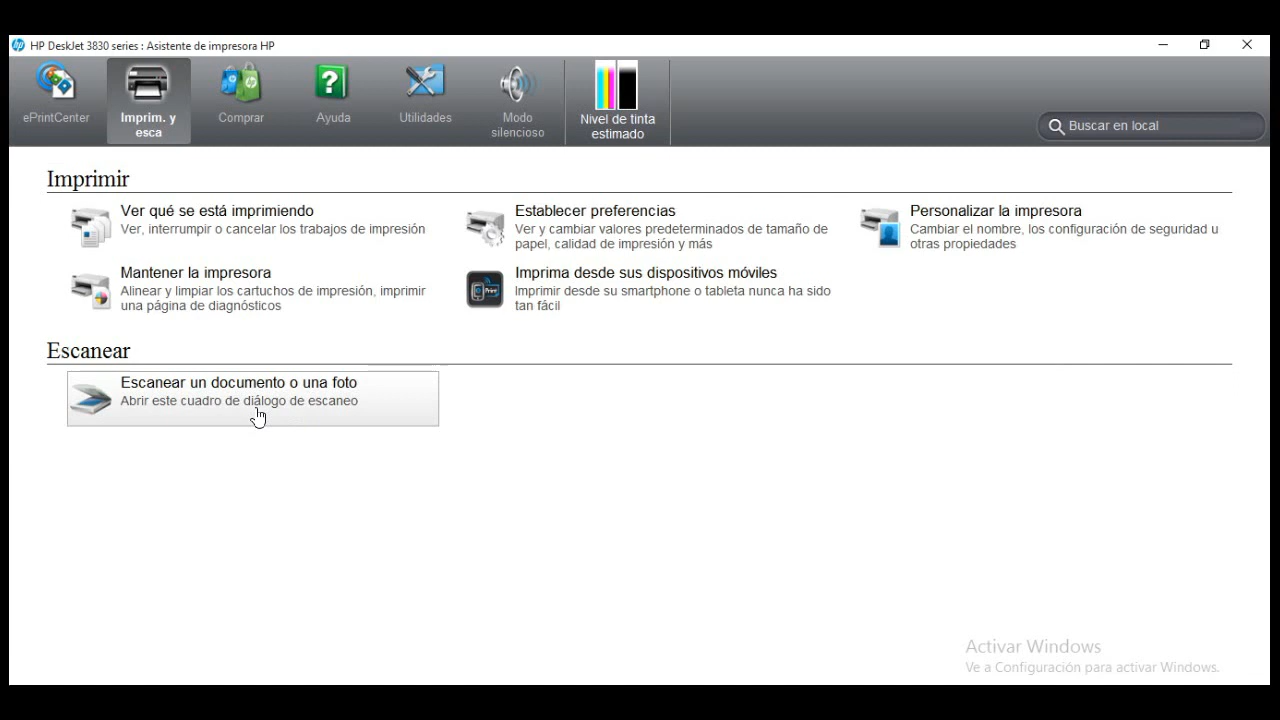 HP DeskJet 3830 series : Asistente de impresora HP
ePrintCenter
Imprim. y
esca
Comprar
Ayuda
Utilidades
Modo
silencioso
Nivel de tinta
estimado
Buscar en local
Imprimir
Ver qué se está imprimiendo
Ver, interrumpir o cancelar los trabajos de impresión
Establecer preferencias
Ver y cambiar valores predeterminados de tamaño de
papel, calidad de impresión y más
Personalizar la impresora
Cambiar el nombre, los configuración de seguridad u
otras propiedades
Mantener la impresora
Alinear y limpiar los cartuchos de impresión, imprimir
una página de diagnósticos
Imprima desde sus dispositivos móviles
Imprimir desde su smartphone o tableta nunca ha sido
tan fácil
Escanear
Escanear un documento o una foto
Abrir este cuadro de diálogo de escaneo
Activar Windows
Ve a Configuración para activar Windows.